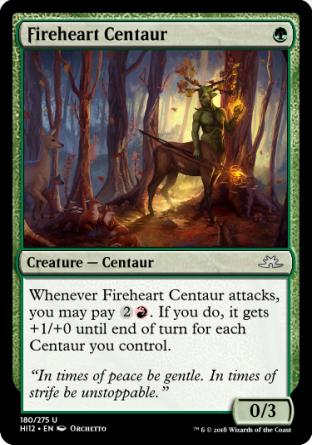 Fireheart Centaur
Creature — Centaur
Whenever Fireheart Centaur attacks,
you may pay 2. If you do, it gets
+1/+0 until end of turn for each
Centaur you control.
“In times of peace be gentle. In times of
strife be unstoppable.”
0/3
180/275 U
HI12 • EN Orchetto
™ & © 2018 Wizards of the Coast